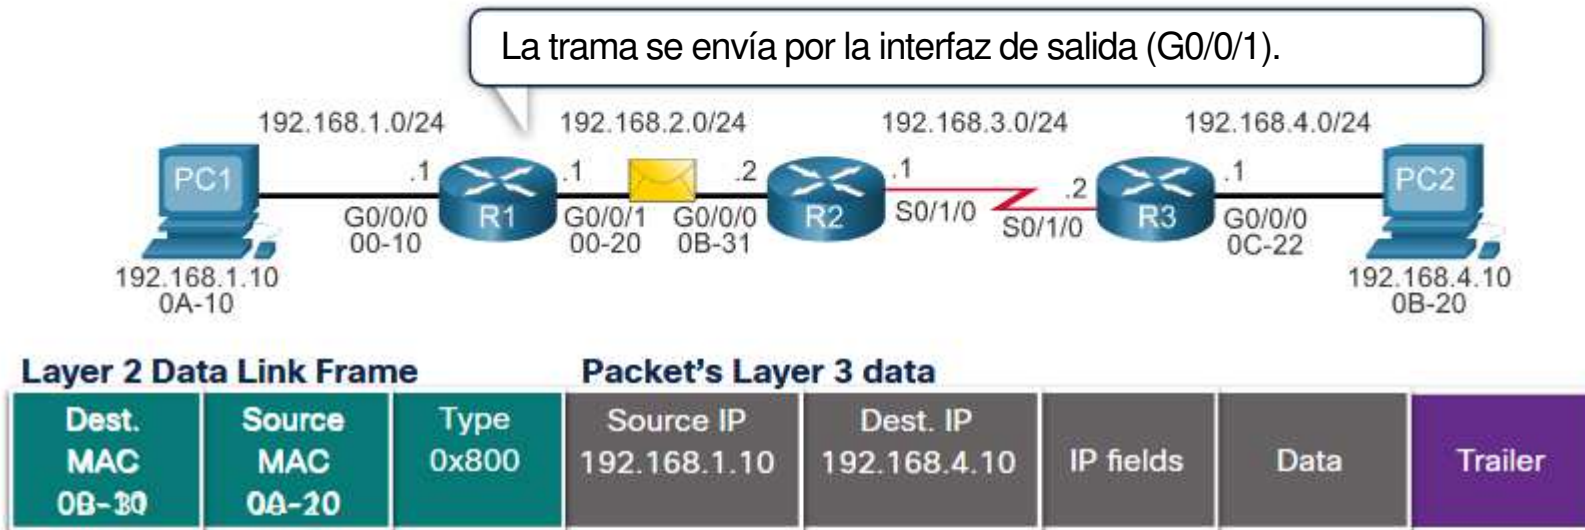 La trama se envía por la interfaz de salida (G0/0/1).
192.168.1.0/24 192.168.2.0/24 192.168.3.0/24 192.168.4.0/24
PC1 .1 R1 .1 .2 R2 .1 .2 R3 .1 PC2
G0/0/0 G0/0/1 G0/0/0 S0/1/0 S0/1/0 G0/0/0
00-10 00-20 0B-31 0C-22
192.168.1.10 192.168.4.10
0A-10 0B-20
Layer 2 Data Link Frame Packet's Layer 3 data
Dest. MAC
Source MAC
Type
0x800
Source IP
192.168.1.10
Dest. IP
192.168.4.10
IP fields
Data
Trailer